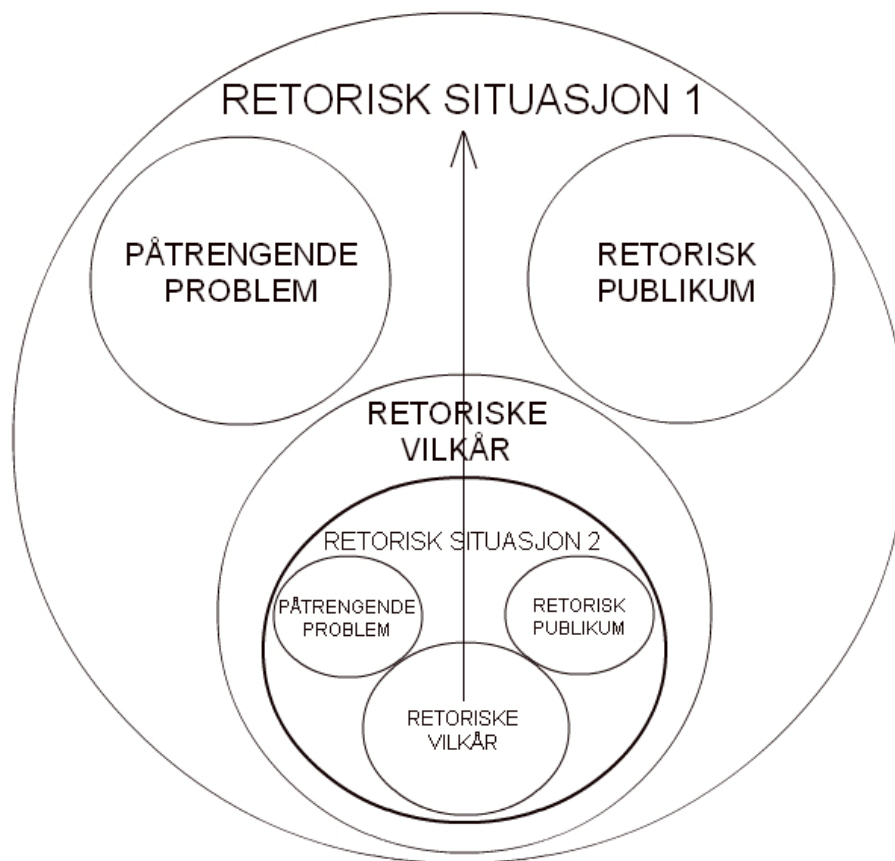 RETORISK SITUASJON 1
PÅTRENGENDE
PROBLEM
RETORISK
PUBLIKUM
RETORISKE
VILKÅR
RETORISK SITUASJON 2
PÅTRENGENDE
PROBLEM
RETORISK
PUBLIKUM
RETORISKE
VILKÅR